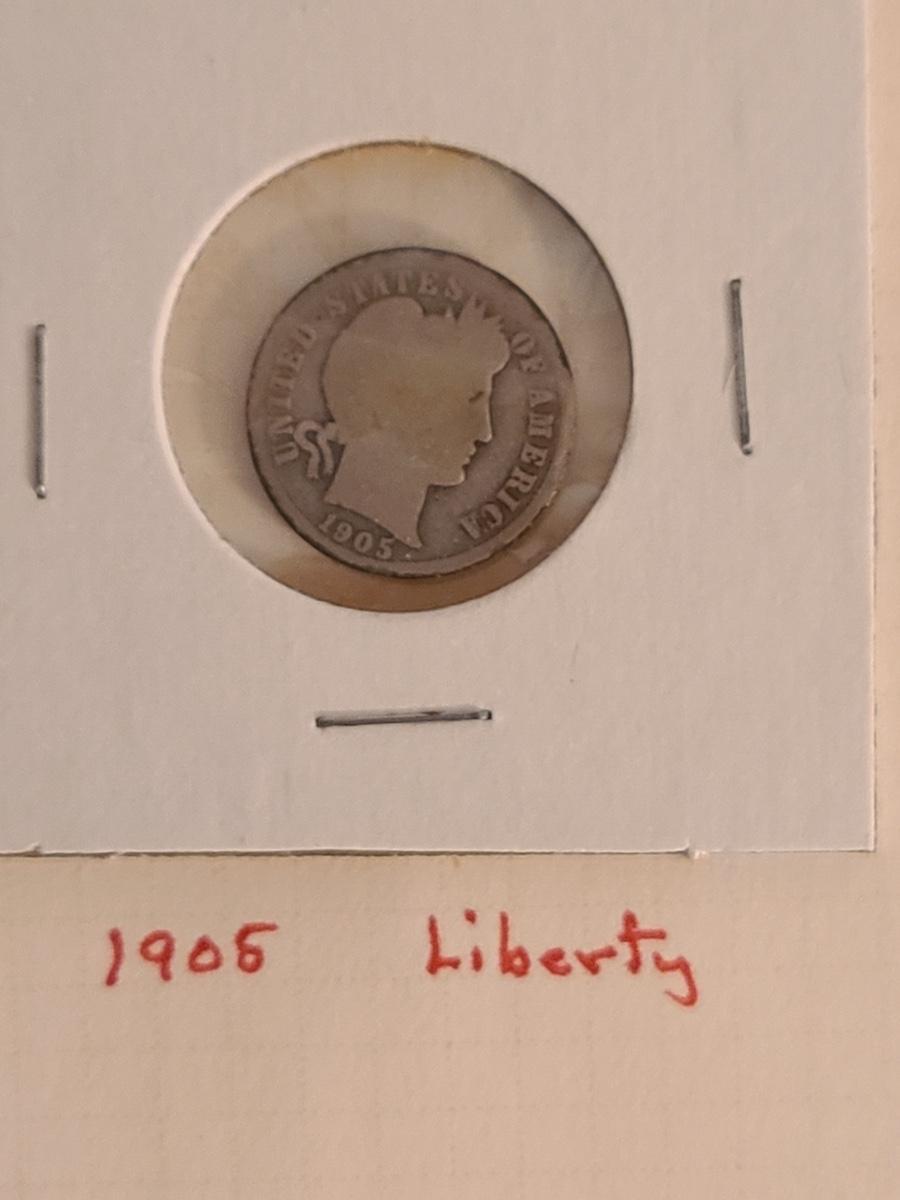 UNITED STATES OF AMERICA
1905
1905 Liberty